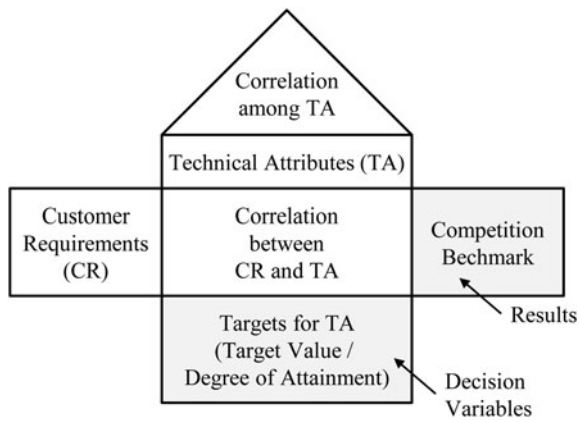 Correlation
among TA
Technical Attributes (TA)
Customer
Requirements
(CR)
Correlation
between
CR and TA
Competition
Bechmark
Results
Targets for TA
(Target Value /
Degree of Attainment)
Decision
Variables